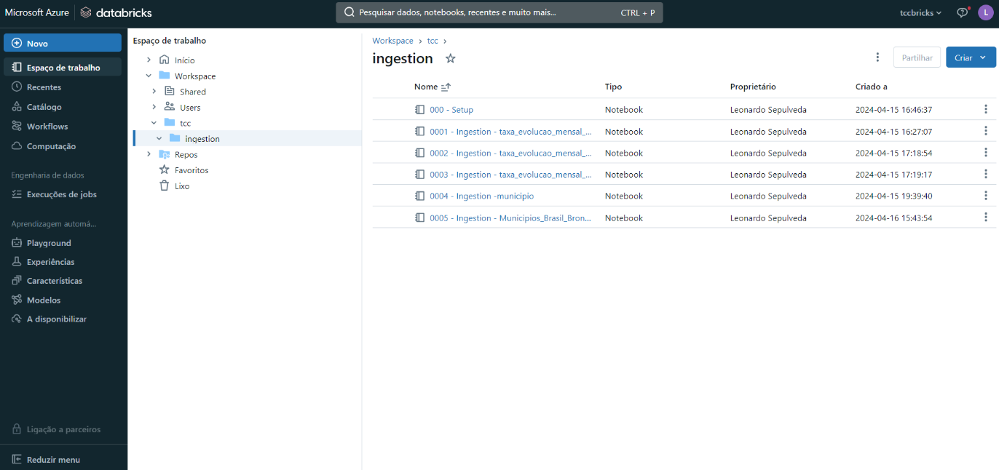 Microsoft Azure databricks
Pesquisar dados, notebooks, recentes e muito mais... CTRL + P
tccbricks L
Novo
Espaço de trabalho
Recentes
Catálogo
Workflows
Computação
Engenharia de dados
Execuções de jobs
Aprendizagem automá...
Playground
Experiências
Características
Modelos
A disponibilizar
Ligação a parceiros
Reduzir menu
Espaço de trabalho
Início
Workspace
Shared
Users
tcc
ingestion
Repos
Favoritos
Lixo
Workspace › tcc ›
ingestion
Partilhar Criar
Nome Tipo Proprietário Criado a
000 - Setup Notebook Leonardo Sepulveda 2024-04-15 16:46:37
0001 - Ingestion - taxa_evolucao_mensal_... Notebook Leonardo Sepulveda 2024-04-15 16:27:07
0002 - Ingestion - taxa_evolucao_mensal_... Notebook Leonardo Sepulveda 2024-04-15 17:18:54
0003 - Ingestion - taxa_evolucao_mensal_... Notebook Leonardo Sepulveda 2024-04-15 17:19:17
0004 - Ingestion -municipio Notebook Leonardo Sepulveda 2024-04-15 19:39:40
0005 - Ingestion - Municipios_Brasil_Bron... Notebook Leonardo Sepulveda 2024-04-16 15:43:54